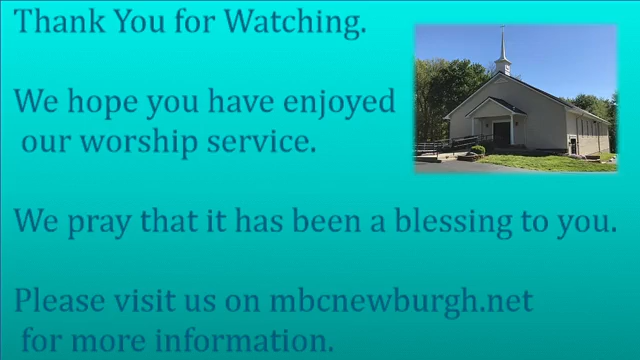 Thank You for Watching.
We hope you have enjoyed
our worship service.
We pray that it has been a blessing to you.
Please visit us on mbcnewburgh.net
for more information.